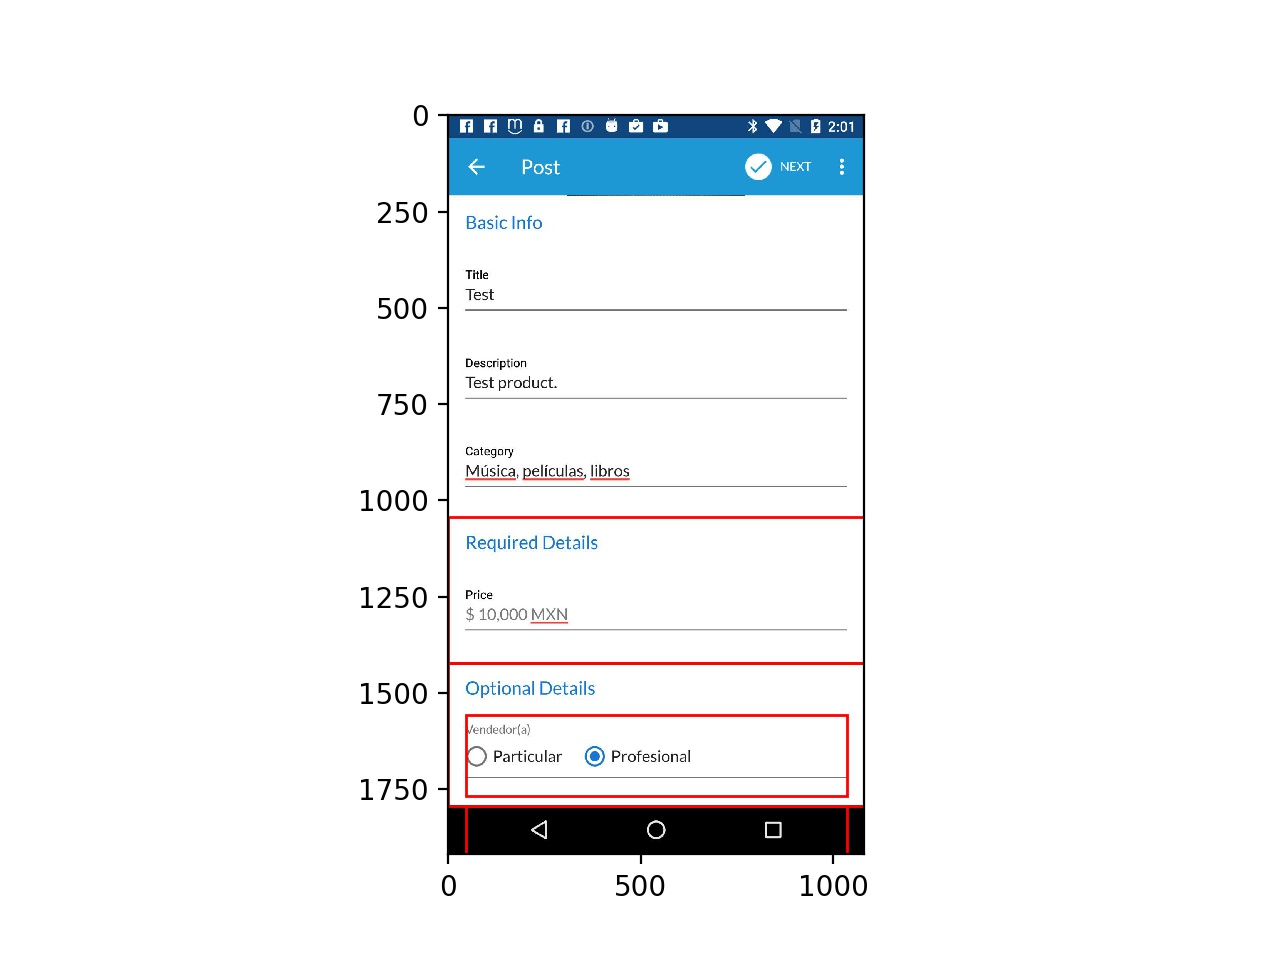 0
250
500
750
1000
1250
1500
1750
0
500
1000
2:01
Post
NEXT
Basic Info
Title
Test
Description
Test product.
Category
Música, películas, libros
Required Details
Price
$ 10,000 MXN
Optional Details
Vendedor(a)
Particular
Profesional